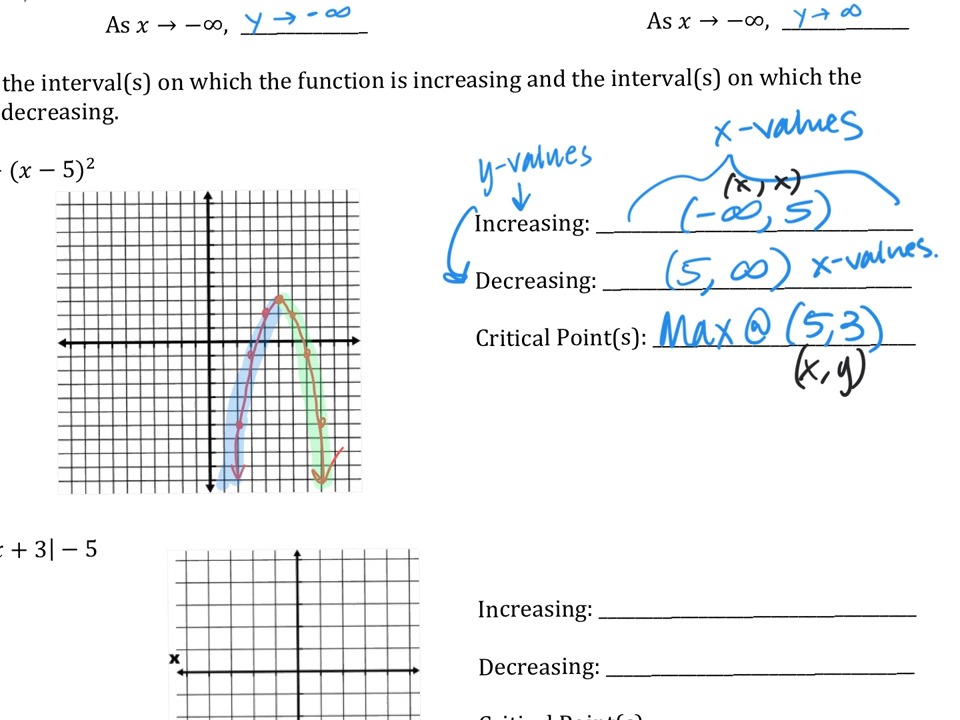 As x → −∞, y → -∞
As x → −∞, y → ∞
the interval(s) on which the function is increasing and the interval(s) on which the
decreasing.
x-values
(x − 5)²
y-values
(x, x)
Increasing: (-∞, 5)
Decreasing: (5, ∞) x-values.
Critical Point(s): Max @ (5,3)
(x, y)
+ 3| − 5
Increasing:
x
Decreasing: